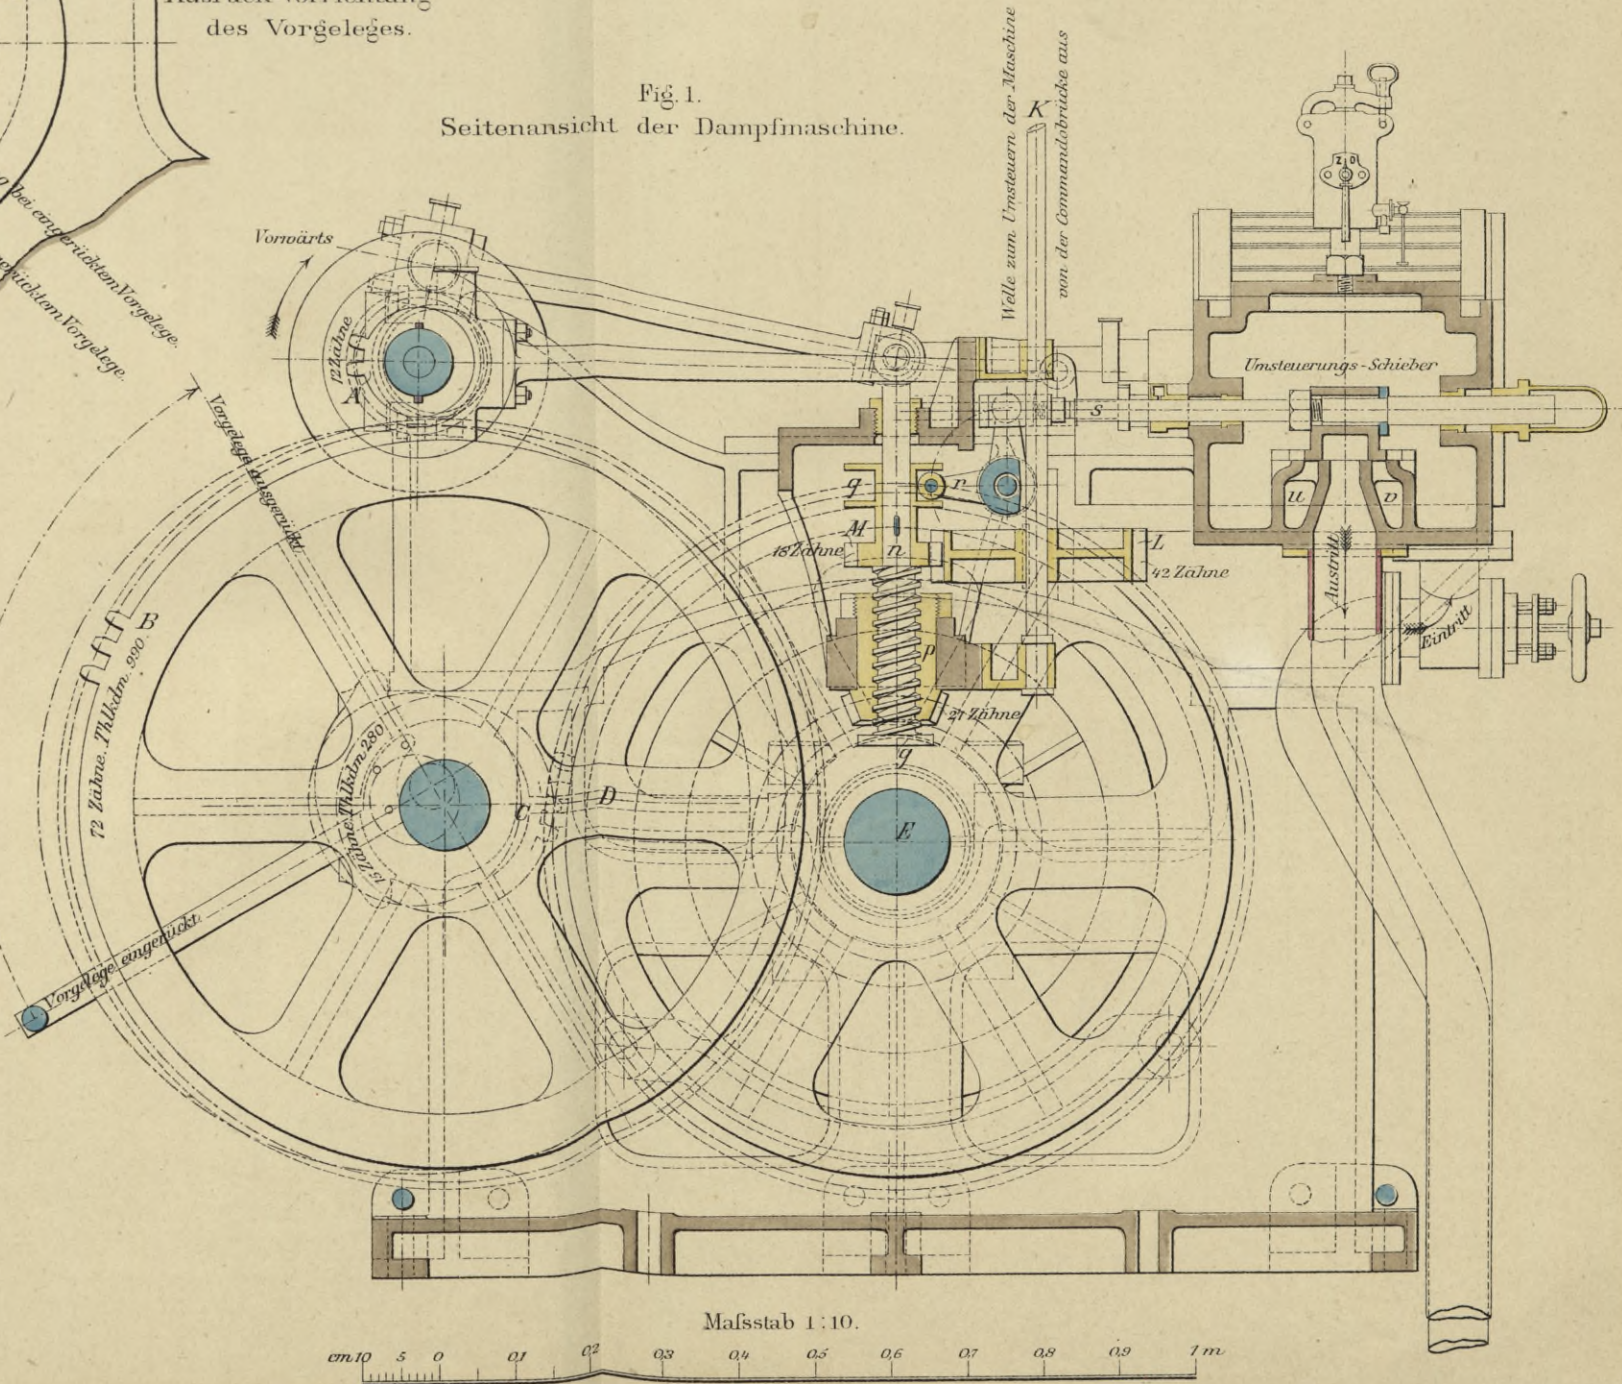 des Vorgeleges.
Fig. 1.
Seitenansicht der Dampfmaschine.
Welle zum Umsteuern der Maschine
von der Commandobrücke aus
K
Z O
bei eingerücktem Vorgelege.
gerücktem Vorgelege.
Vorwärts
12 Zähne
A
Vorgelege ausgerückt.
Umsteuerungs-Schieber
s
q
r
u
v
M
18 Zähne
n
L
42 Zähne
Austritt
Eintritt
B
72 Zähne. Thlkdm. 990.
p
27 Zähne
g
15 Zähne. Thlkdm. 280.
C
D
E
Vorgelege eingerückt.
Maſsstab 1:10.
cm 10 5 0 0,1 0,2 0,3 0,4 0,5 0,6 0,7 0,8 0,9 1 m